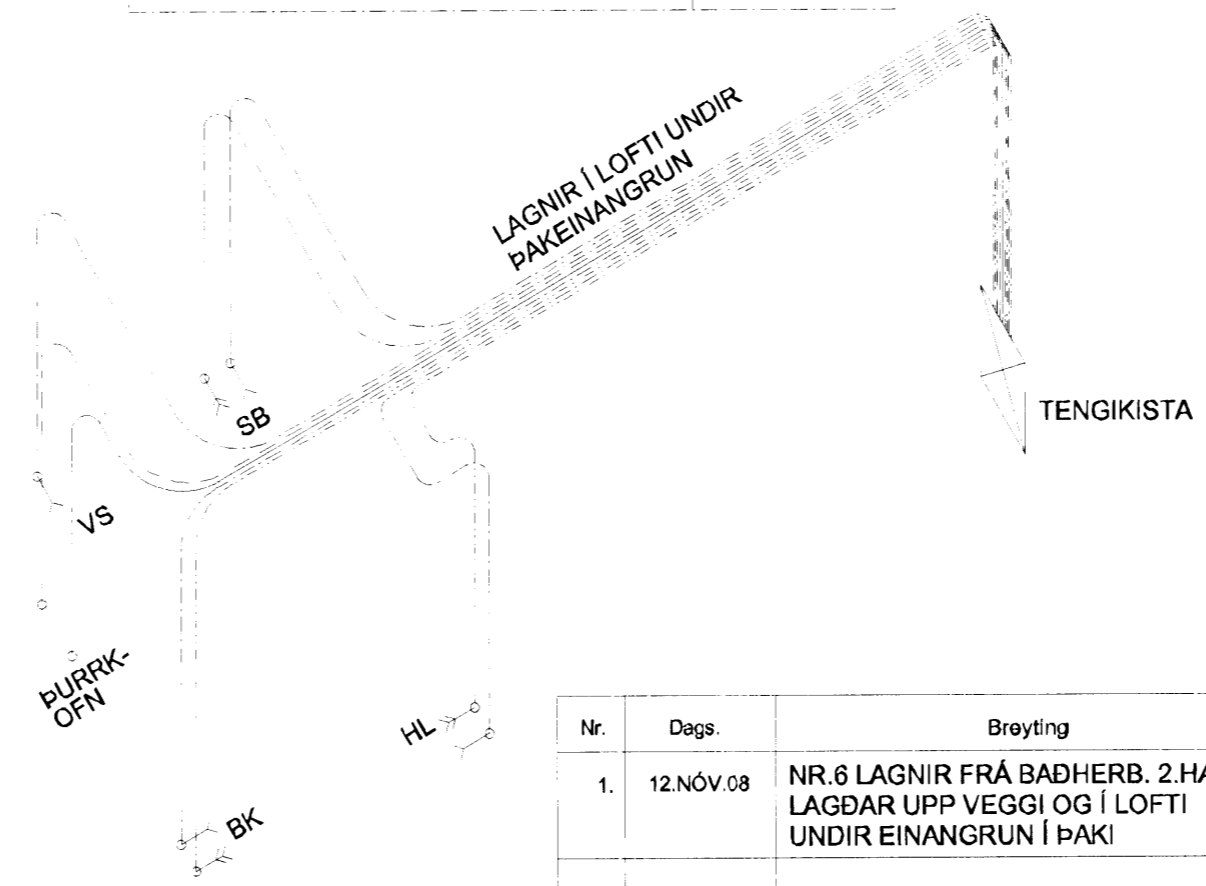 LAGNIR Í LOFTI UNDIR
ÞAKEINANGRUN
TENGIKISTA
SB
VS
ÞURRK-
OFN
HL
BK
Nr. Dags. Breyting
1. 12.NÓV.08 NR.6 LAGNIR FRÁ BAÐHERB. 2.HA
LAGÐAR UPP VEGGI OG Í LOFTI
UNDIR EINANGRUN Í ÞAKI